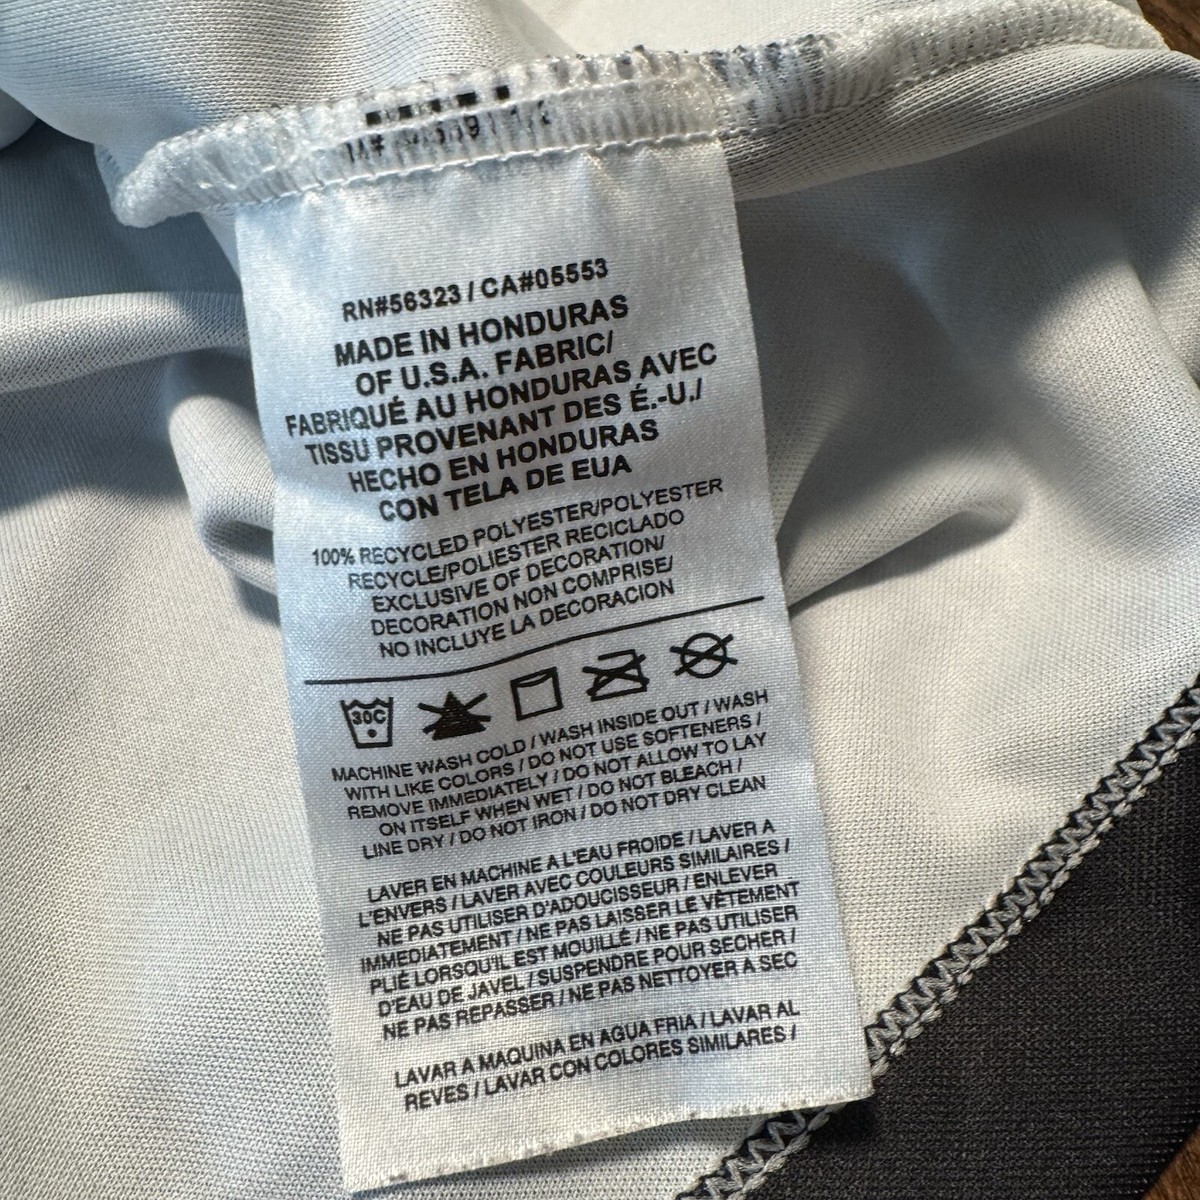 RN#56323 / CA#05553
MADE IN HONDURAS
OF U.S.A. FABRIC/
FABRIQUÉ AU HONDURAS AVEC
TISSU PROVENANT DES É.-U./
HECHO EN HONDURAS
CON TELA DE EUA
100% RECYCLED POLYESTER/POLYESTER
RECYCLE/POLIESTER RECICLADO
EXCLUSIVE OF DECORATION/
DECORATION NON COMPRISE/
NO INCLUYE LA DECORACION
30C
MACHINE WASH COLD / WASH INSIDE OUT / WASH
WITH LIKE COLORS / DO NOT USE SOFTENERS /
REMOVE IMMEDIATELY / DO NOT ALLOW TO LAY
ON ITSELF WHEN WET / DO NOT BLEACH /
LINE DRY / DO NOT IRON / DO NOT DRY CLEAN
LAVER EN MACHINE A L'EAU FROIDE / LAVER A
L'ENVERS / LAVER AVEC COULEURS SIMILAIRES /
NE PAS UTILISER D'ADOUCISSEUR / ENLEVER
IMMEDIATEMENT / NE PAS LAISSER LE VÊTEMENT
PLIÉ LORSQU'IL EST MOUILLÉ / NE PAS UTILISER
D'EAU DE JAVEL / SUSPENDRE POUR SECHER /
NE PAS REPASSER / NE PAS NETTOYER A SEC
LAVAR A MAQUINA EN AGUA FRIA / LAVAR AL
REVES / LAVAR CON COLORES SIMILARES /